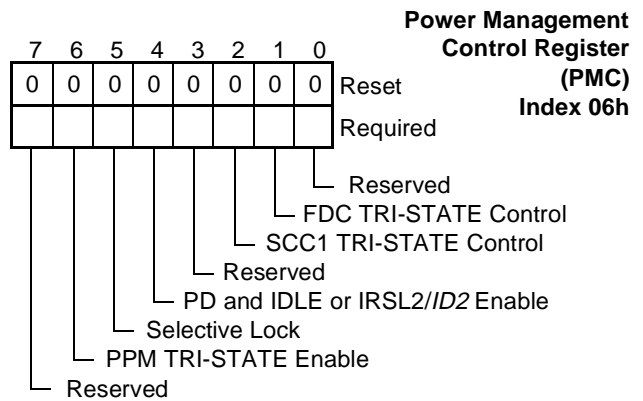 Power Management
Control Register
(PMC)
Index 06h
7 6 5 4 3 2 1 0
0 0 0 0 0 0 0 0 Reset
Required
Reserved
FDC TRI-STATE Control
SCC1 TRI-STATE Control
Reserved
PD and IDLE or IRSL2/ID2 Enable
Selective Lock
PPM TRI-STATE Enable
Reserved